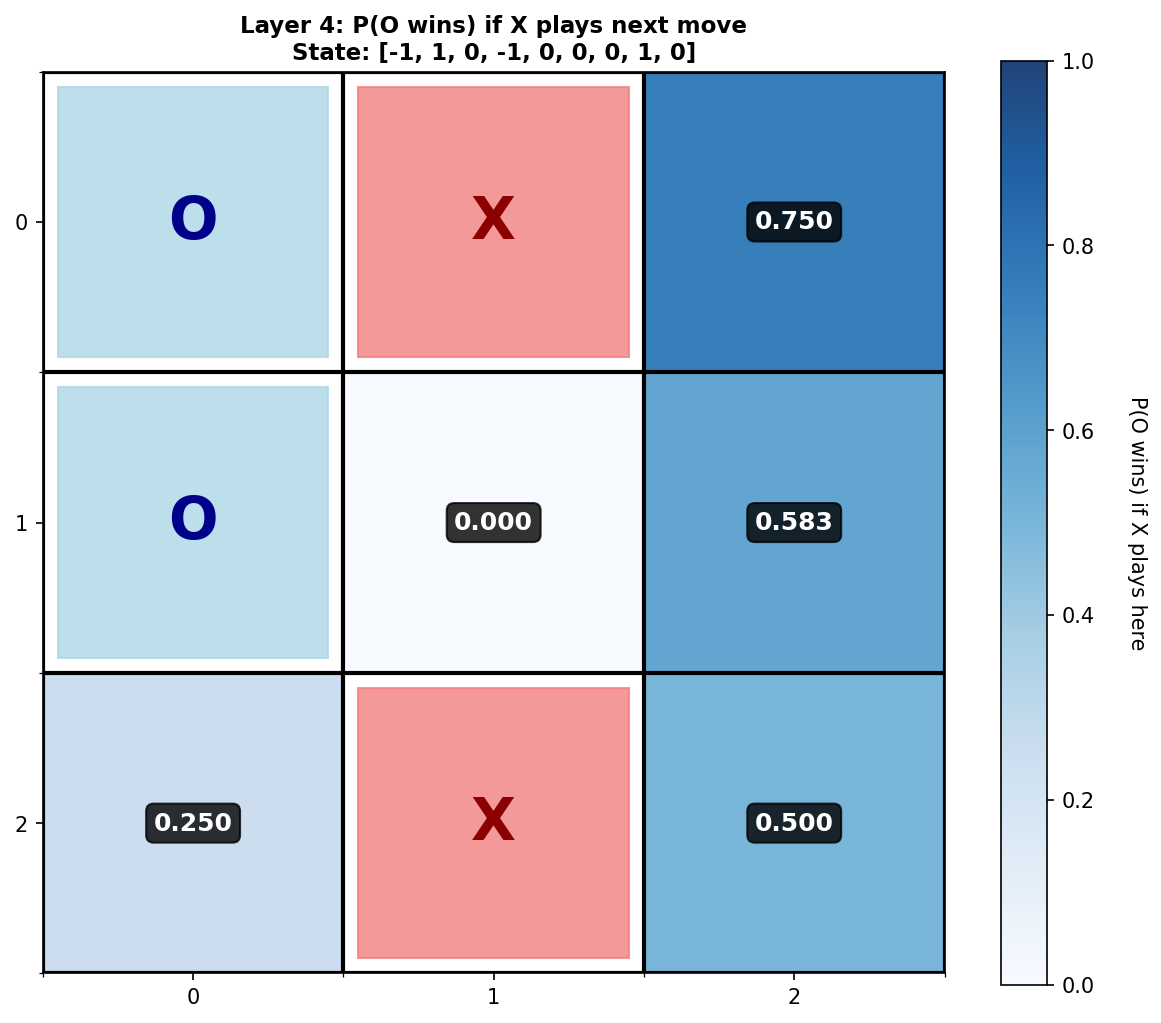 Layer 4: P(O wins) if X plays next move
State: [-1, 1, 0, -1, 0, 0, 0, 1, 0]
0
O
X
0.750
1
O
0.000
0.583
2
0.250
X
0.500
0
1
2
1.0
0.8
0.6
0.4
0.2
0.0
P(O wins) if X plays here